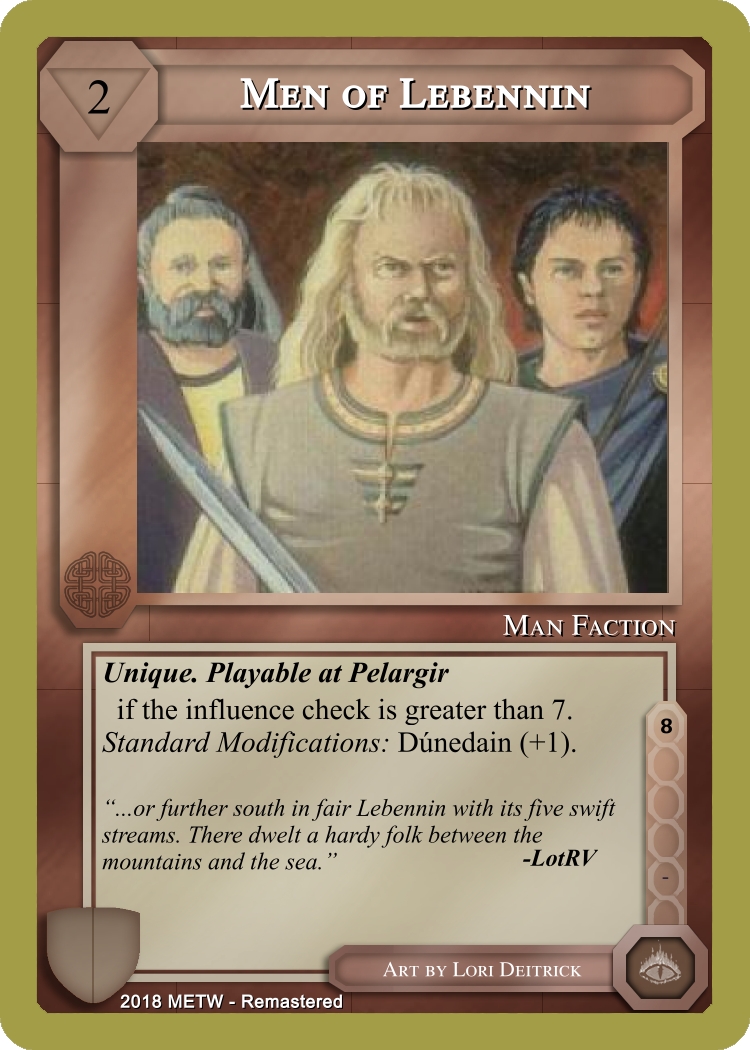 2
Men of Lebennin
Man Faction
Unique. Playable at Pelargir
if the influence check is greater than 7.
Standard Modifications: Dúnedain (+1).
8
“...or further south in fair Lebennin with its five swift
streams. There dwelt a hardy folk between the
mountains and the sea.” -LotRV
-
Art by Lori Deitrick
2018 METW - Remastered